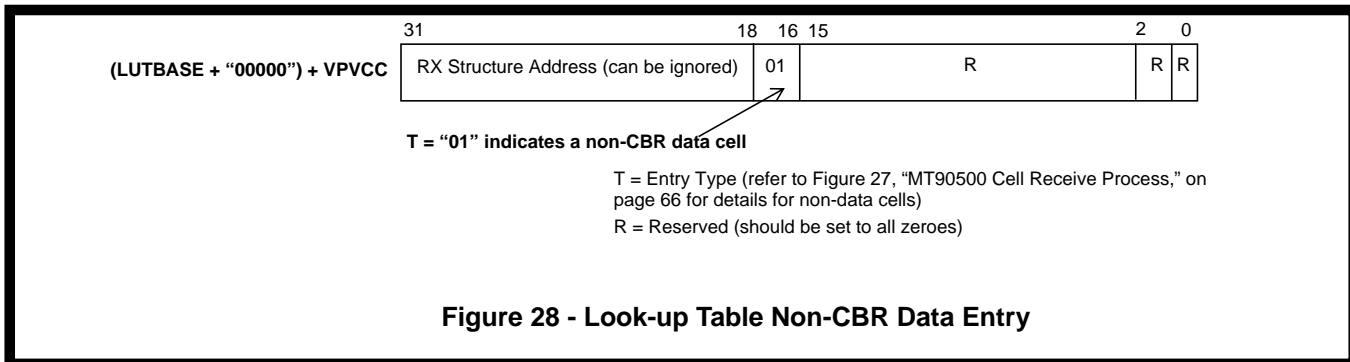 31 18 16 15 2 0
(LUTBASE + “00000”) + VPVCC RX Structure Address (can be ignored) 01 R R R
T = “01” indicates a non-CBR data cell
T = Entry Type (refer to Figure 27, “MT90500 Cell Receive Process,” on
page 66 for details for non-data cells)
R = Reserved (should be set to all zeroes)
Figure 28 - Look-up Table Non-CBR Data Entry